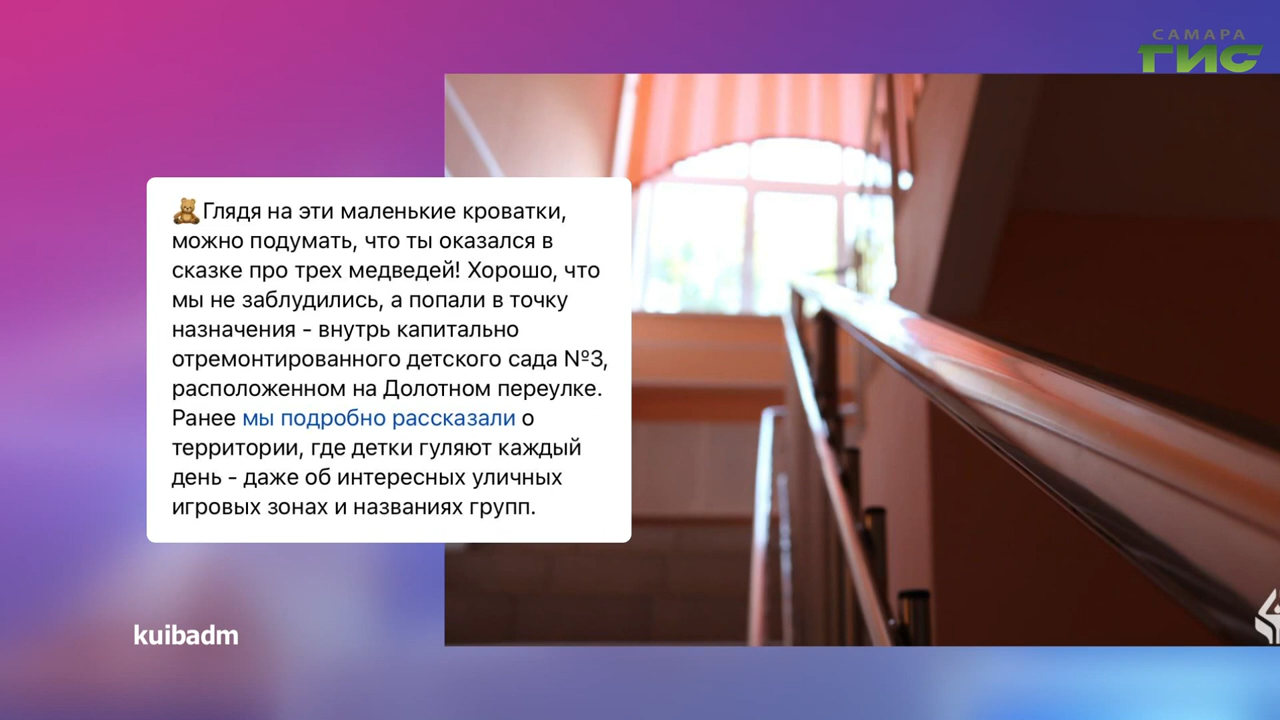 САМАРА
ГИС
Глядя на эти маленькие кроватки,
можно подумать, что ты оказался в
сказке про трех медведей! Хорошо, что
мы не заблудились, а попали в точку
назначения - внутрь капитально
отремонтированного детского сада №3,
расположенном на Долотном переулке.
Ранее мы подробно рассказали о
территории, где детки гуляют каждый
день - даже об интересных уличных
игровых зонах и названиях групп.
kuibadm